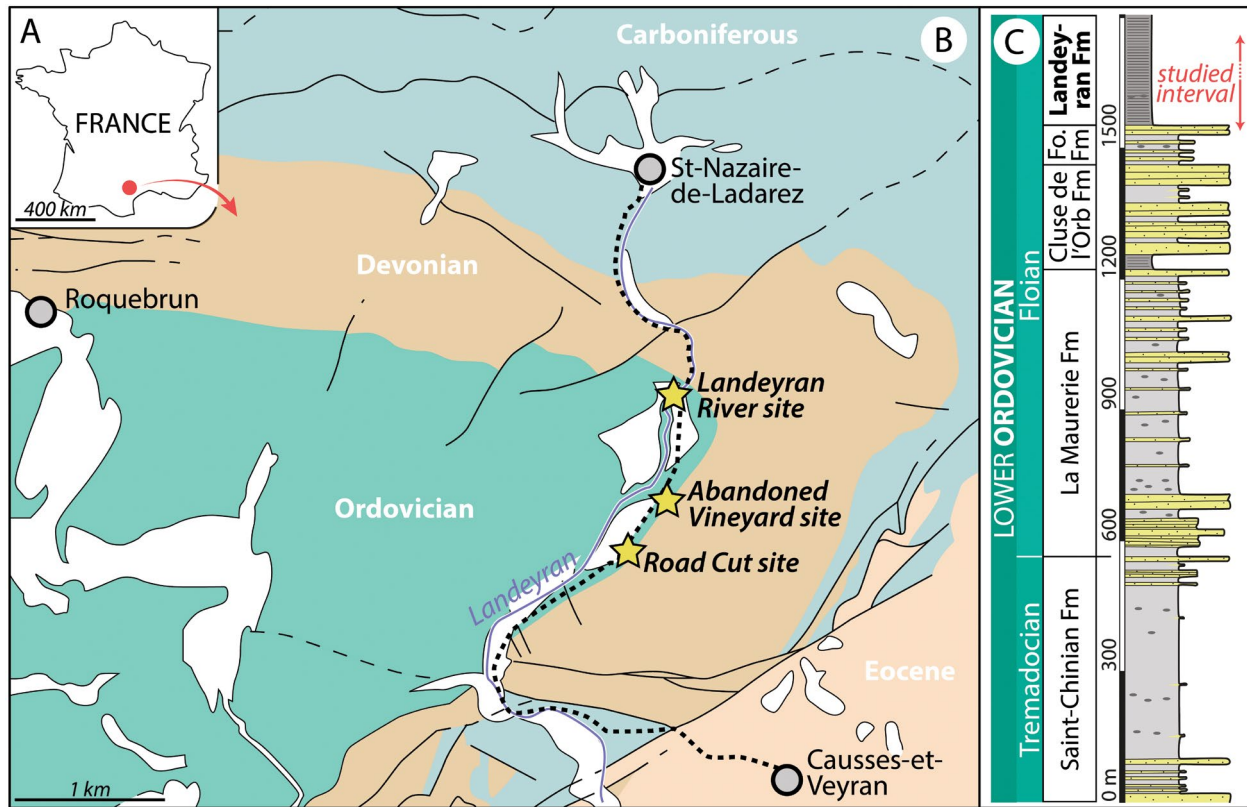 A
FRANCE
400 km
B
Carboniferous
St-Nazaire-
de-Ladarez
Devonian
Roquebrun
Landeyran
River site
Ordovician
Abandoned
Vineyard site
Road Cut site
Landeyran
Eocene
Causses-et-
Veyran
1 km
C
LOWER ORDOVICIAN
Floian
Tremadocian
Landey-
ran Fm
Fo.
Fm
Cluse de
l'Orb Fm
La Maurerie Fm
Saint-Chinian Fm
1500
1200
900
600
300
0 m
studied
interval